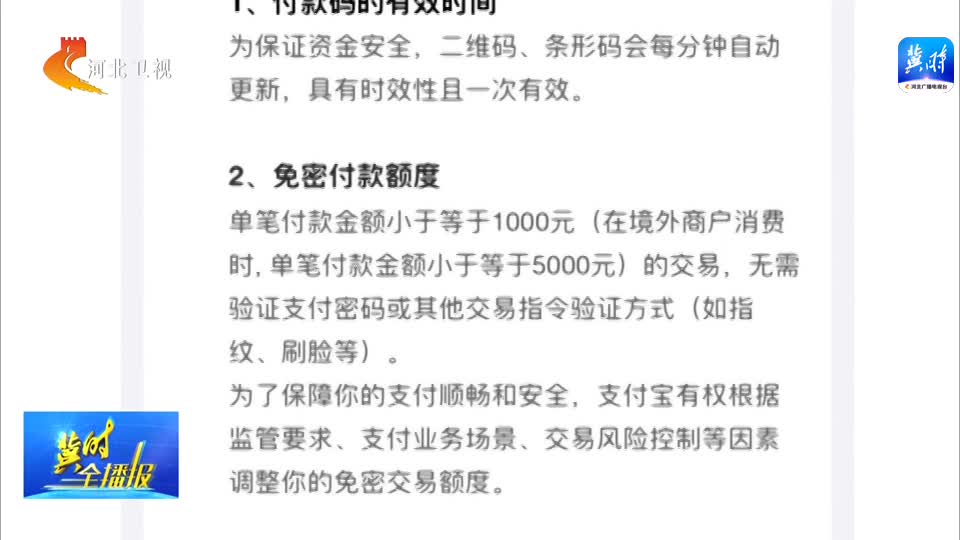 1、付款码的有效时间
为保证资金安全，二维码、条形码会每分钟自动
更新，具有时效性且一次有效。
河北卫视
冀时
河北广播电视台
2、免密付款额度
单笔付款金额小于等于1000元（在境外商户消费
时,单笔付款金额小于等于5000元）的交易，无需
验证支付密码或其他交易指令验证方式（如指
纹、刷脸等）。
为了保障你的支付顺畅和安全，支付宝有权根据
监管要求、支付业务场景、交易风险控制等因素
调整你的免密交易额度。
冀时
全播报